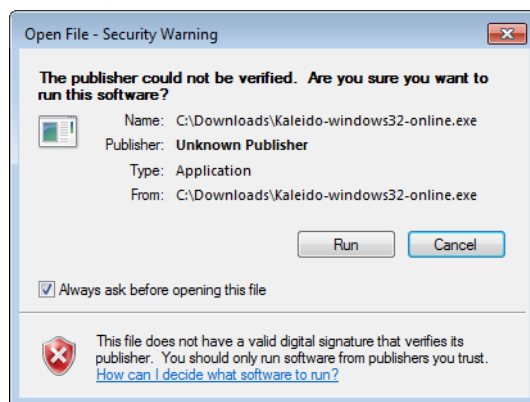 Open File - Security Warning
The publisher could not be verified. Are you sure you want to
run this software?
Name: C:\Downloads\Kaleido-windows32-online.exe
Publisher: Unknown Publisher
Type: Application
From: C:\Downloads\Kaleido-windows32-online.exe
Run Cancel
Always ask before opening this file
This file does not have a valid digital signature that verifies its
publisher. You should only run software from publishers you trust.
How can I decide what software to run?